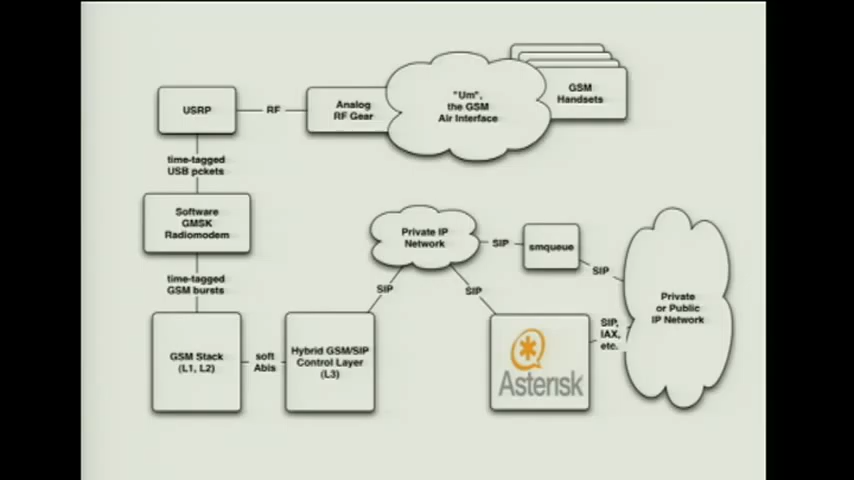 USRP
RF
Analog
RF Gear
"Um",
the GSM
Air Interface
GSM
Handsets
time-tagged
USB pckets
Software
GMSK
Radiomodem
time-tagged
GSM bursts
GSM Stack
(L1, L2)
soft
Abis
Hybrid GSM/SIP
Control Layer
(L3)
SIP
Private IP
Network
SIP
smqueue
SIP
SIP
Asterisk
SIP,
IAX,
etc.
Private
or Public
IP Network